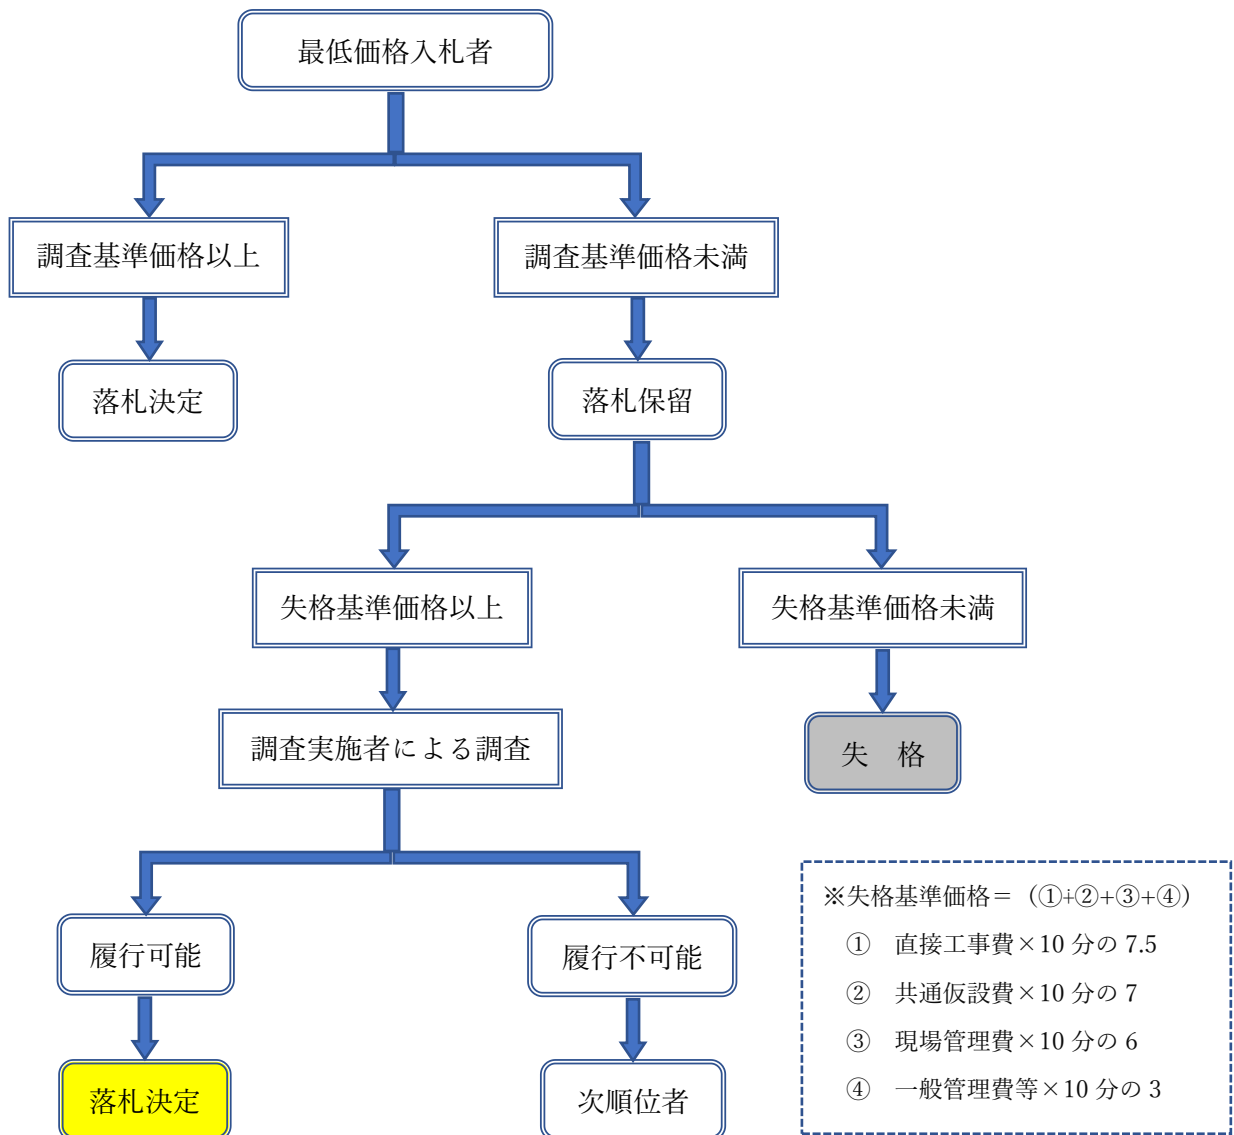 最低価格入札者
調査基準価格以上
調査基準価格未満
落札決定
落札保留
失格基準価格以上
失格基準価格未満
調査実施者による調査
失　格
履行可能
履行不可能
落札決定
次順位者
※失格基準価格＝（①+②+③+④）
①　直接工事費×10 分の 7.5
②　共通仮設費×10 分の 7
③　現場管理費×10 分の 6
④　一般管理費等×10 分の 3